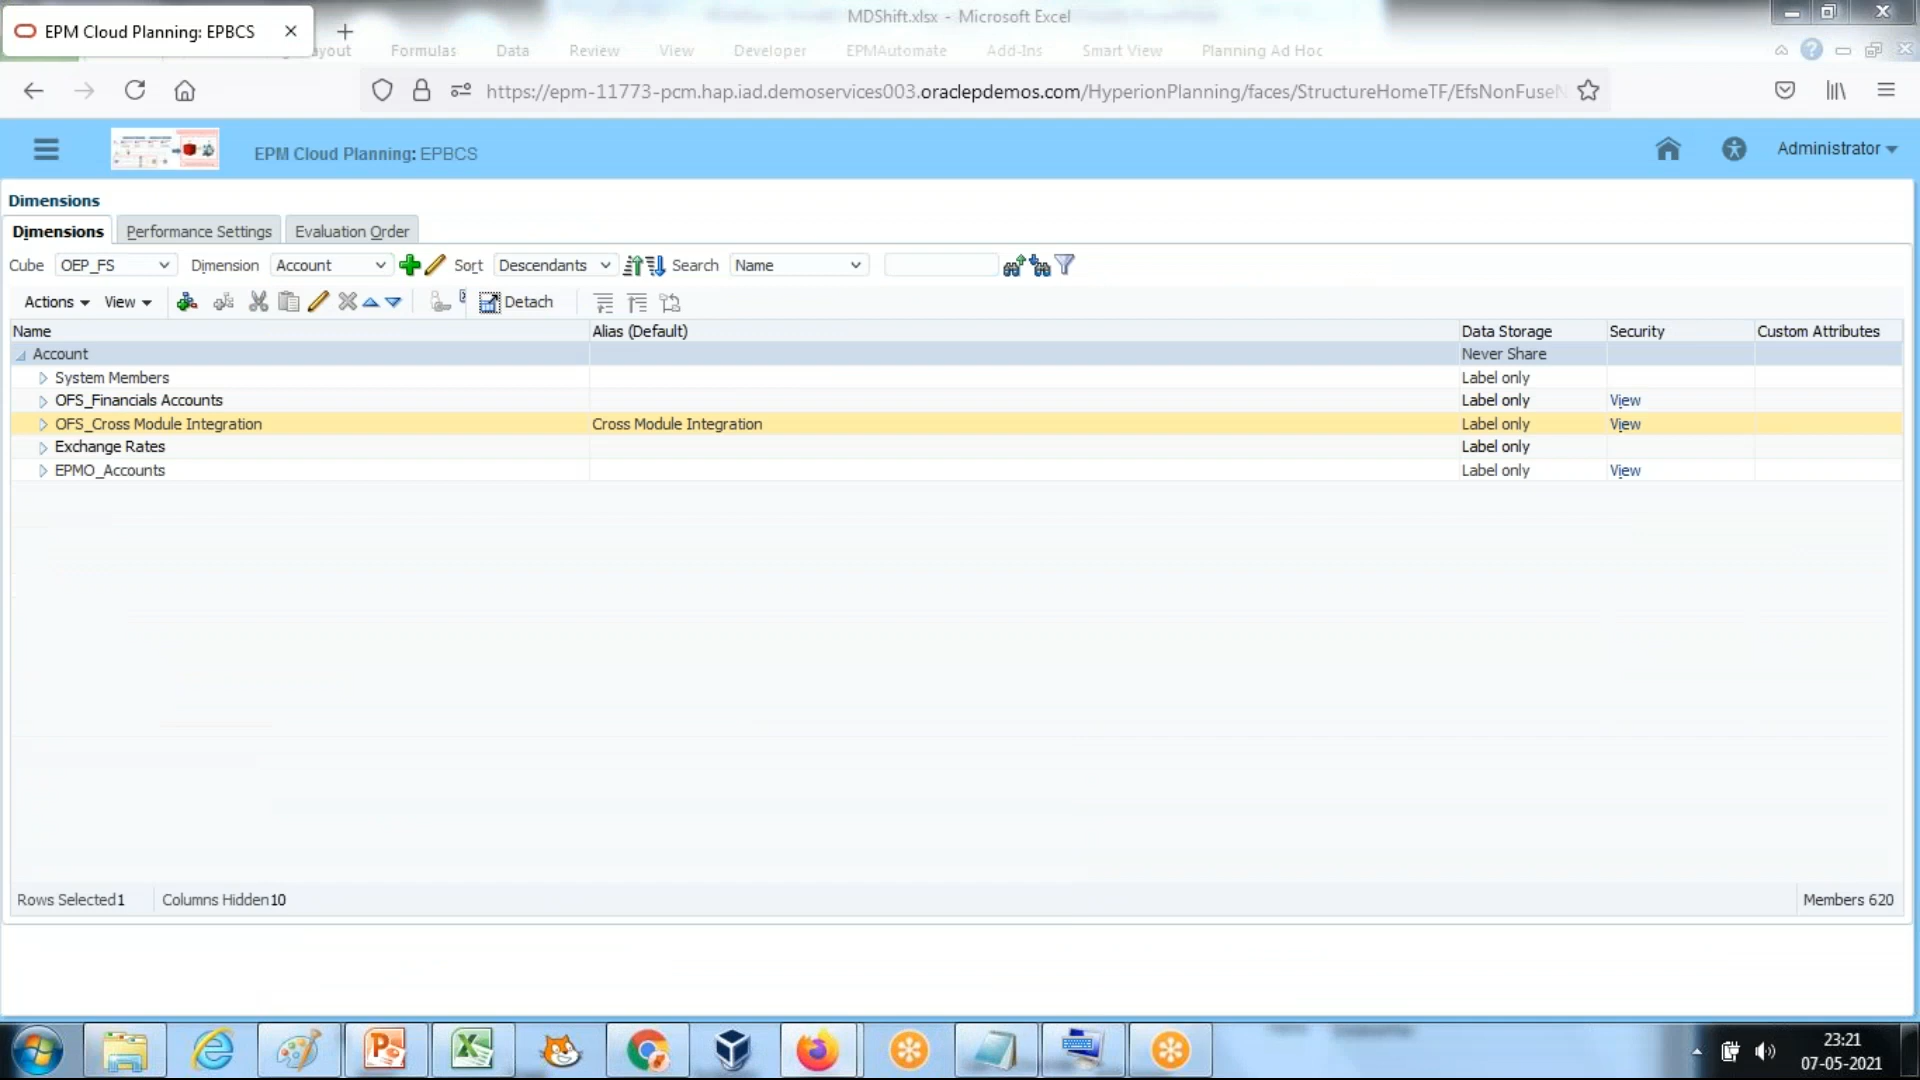 MDShift.xlsx - Microsoft Excel
EPM Cloud Planning: EPBCS
ayout Formulas Data Review View Developer EPMAutomate Add-Ins Smart View Planning Ad Hoc
https://epm-11773-pcm.hap.iad.demoservices003.oraclepdemos.com/HyperionPlanning/faces/StructureHomeTF/EfsNonFuseN
EPM Cloud Planning: EPBCS Administrator
Dimensions
Dimensions Performance Settings Evaluation Order
Cube OEP_FS Dimension Account Sort Descendants Search Name
Actions View Detach
Name Alias (Default) Data Storage Security Custom Attributes
Account Never Share
System Members Label only
OFS_Financials Accounts Label only View
OFS_Cross Module Integration Cross Module Integration Label only View
Exchange Rates Label only
EPMO_Accounts Label only View
Rows Selected1 Columns Hidden10 Members 620
23:21
07-05-2021